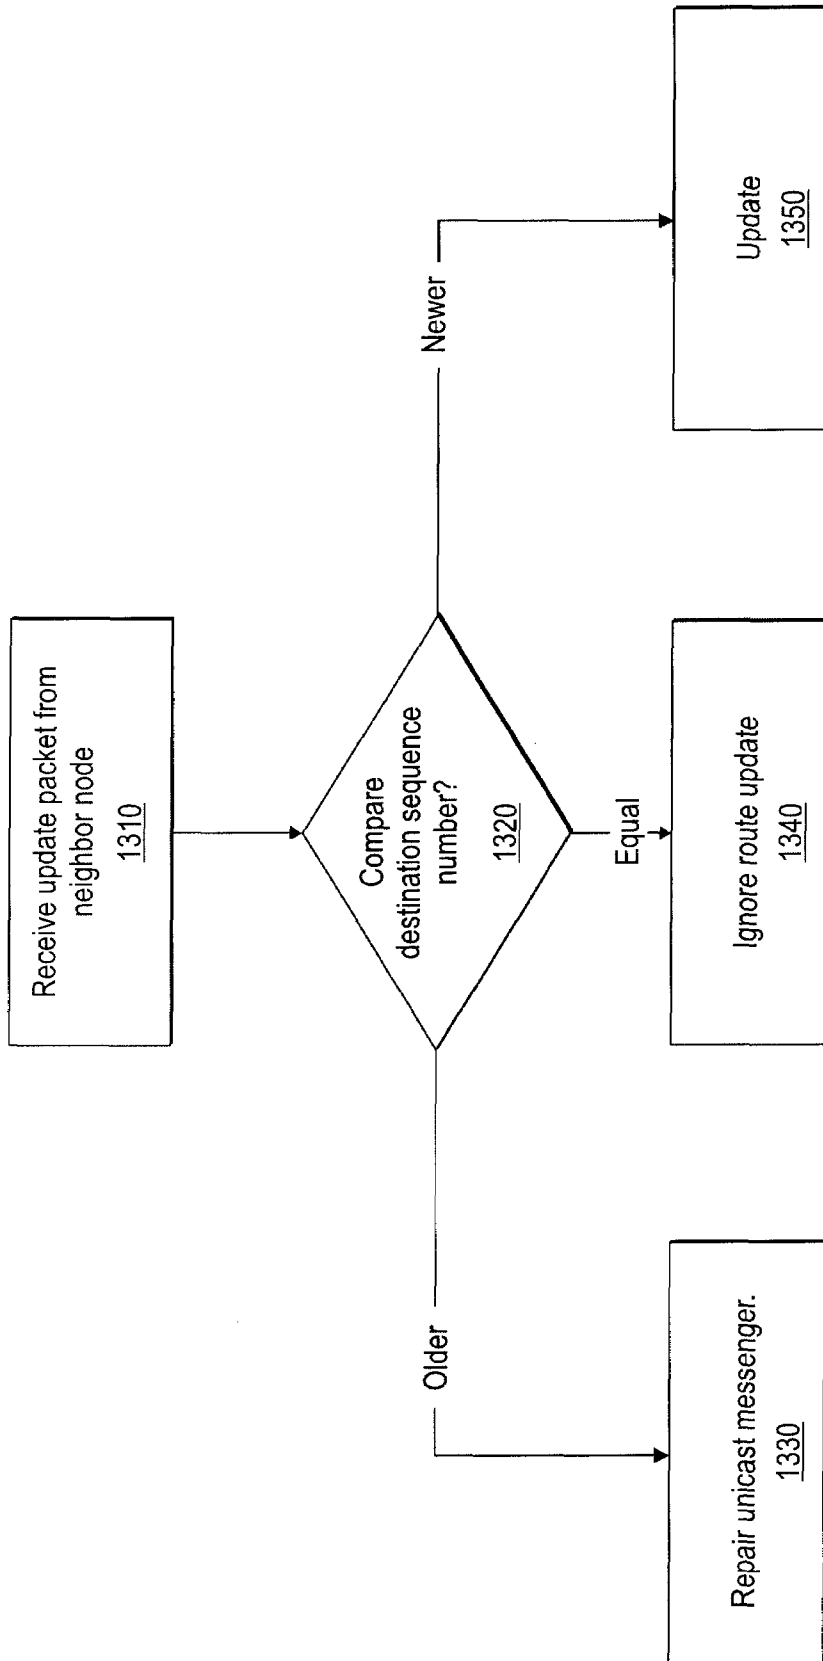 Receive update packet from
neighbor node
1310
Compare
destination sequence
number?
1320
Older
Equal
Newer
Repair unicast messenger.
1330
Ignore route update
1340
Update
1350